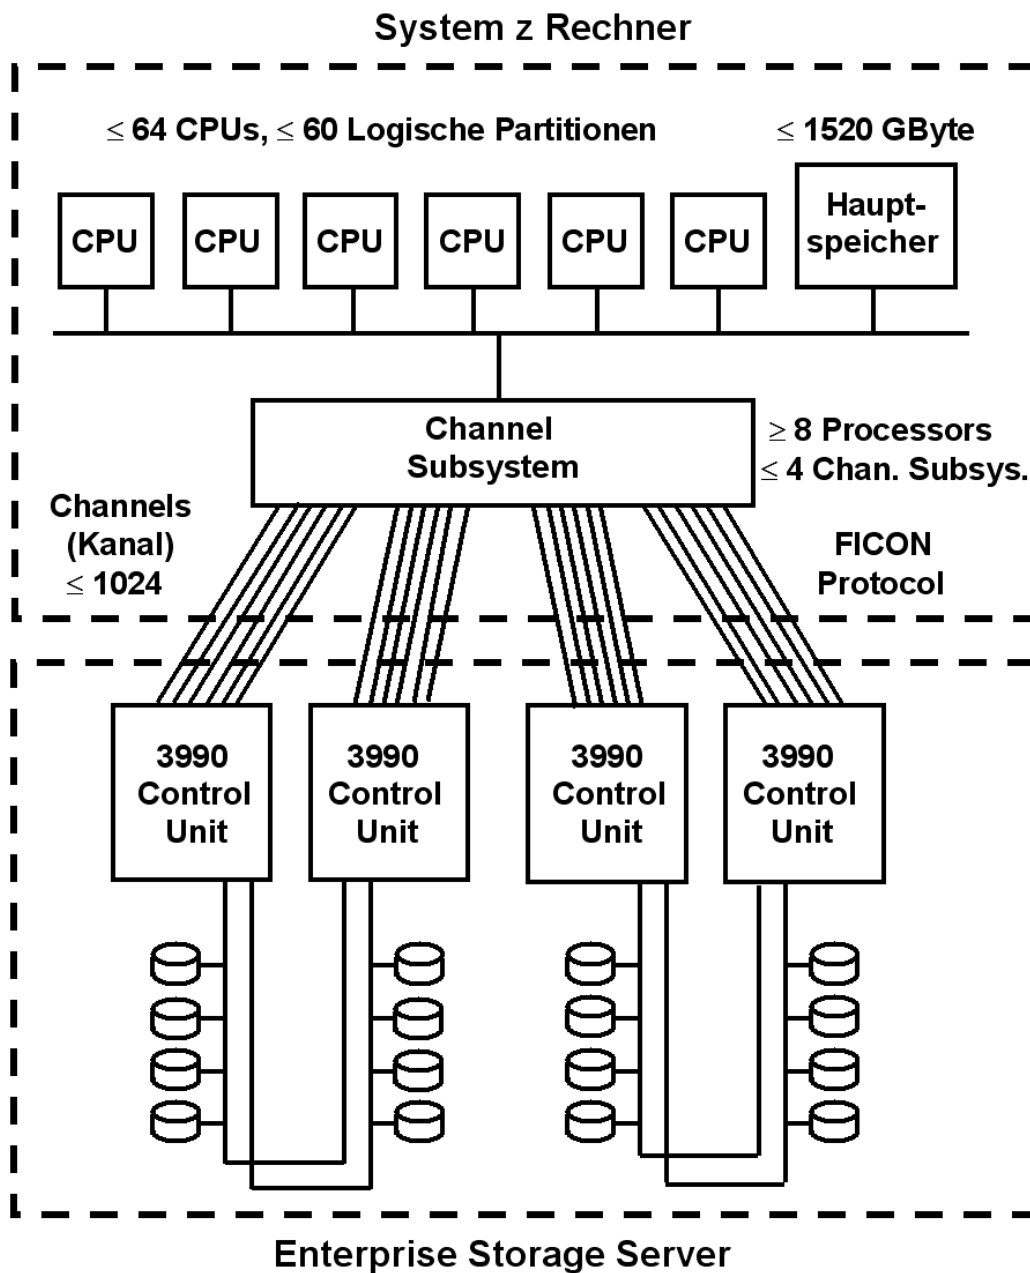 System z Rechner
≤ 64 CPUs, ≤ 60 Logische Partitionen
≤ 1520 GByte
CPU
CPU
CPU
CPU
CPU
CPU
Haupt-
speicher
Channel
Subsystem
≥ 8 Processors
≤ 4 Chan. Subsys.
Channels
(Kanal)
≤ 1024
FICON
Protocol
3990
Control
Unit
3990
Control
Unit
3990
Control
Unit
3990
Control
Unit
Enterprise Storage Server